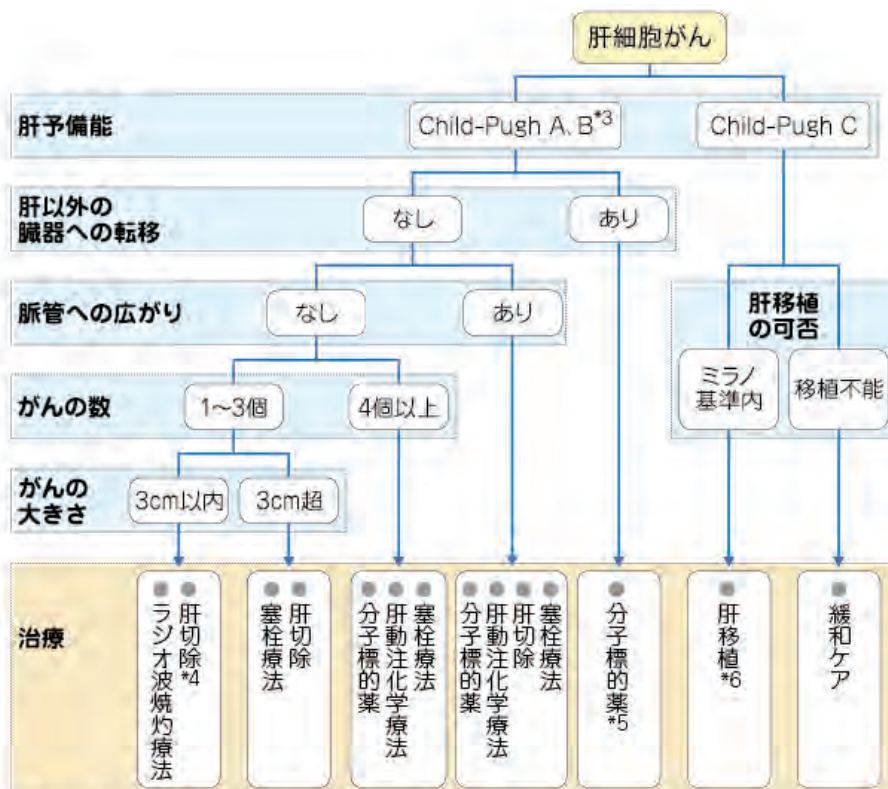 肝細胞がん
肝予備能
Child-Pugh A、B*3
Child-Pugh C
肝以外の
臓器への転移
なし
あり
脈管への広がり
なし
あり
肝移植
の可否
ミラノ
基準内
移植不能
がんの数
1〜3個
4個以上
がんの
大きさ
3cm以内
3cm超
治療
●肝切除*4
●ラジオ波焼灼療法
●肝切除
●塞栓療法
●塞栓療法
●肝動注化学療法
●分子標的薬
●塞栓療法
●肝切除
●肝動注化学療法
●分子標的薬
●分子標的薬*5
●肝移植*6
●緩和ケア